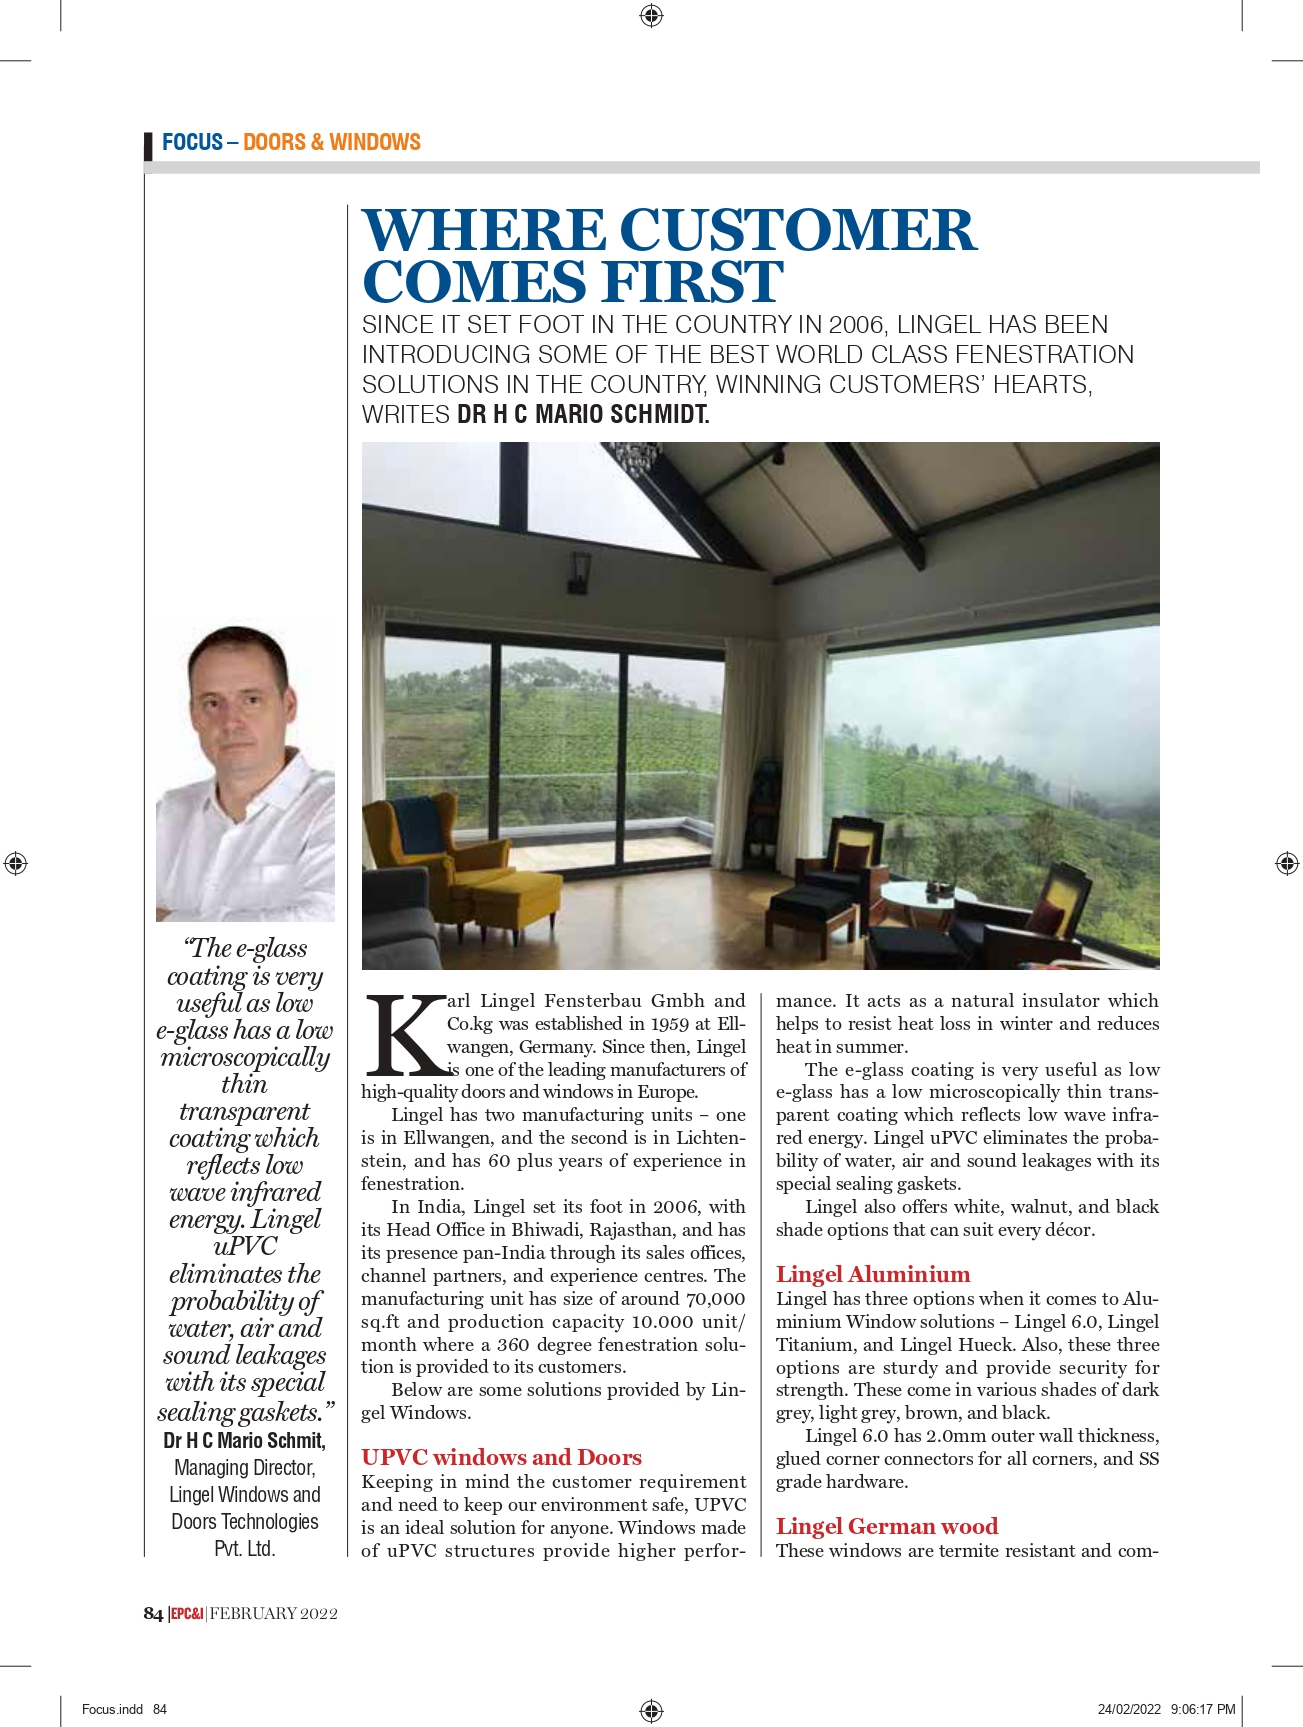 FOCUS – DOORS & WINDOWS
WHERE CUSTOMER
COMES FIRST
SINCE IT SET FOOT IN THE COUNTRY IN 2006, LINGEL HAS BEEN
INTRODUCING SOME OF THE BEST WORLD CLASS FENESTRATION
SOLUTIONS IN THE COUNTRY, WINNING CUSTOMERS’ HEARTS,
WRITES DR H C MARIO SCHMIDT.
“The e-glass
coating is very
useful as low
e-glass has a low
microscopically
thin
transparent
coating which
reflects low
wave infrared
energy. Lingel
uPVC
eliminates the
probability of
water, air and
sound leakages
with its special
sealing gaskets.”
Dr H C Mario Schmit,
Managing Director,
Lingel Windows and
Doors Technologies
Pvt. Ltd.
Karl Lingel Fensterbau Gmbh and
Co.kg was established in 1959 at Ell-
wangen, Germany. Since then, Lingel
is one of the leading manufacturers of
high-quality doors and windows in Europe.
Lingel has two manufacturing units – one
is in Ellwangen, and the second is in Lichten-
stein, and has 60 plus years of experience in
fenestration.
In India, Lingel set its foot in 2006, with
its Head Office in Bhiwadi, Rajasthan, and has
its presence pan-India through its sales offices,
channel partners, and experience centres. The
manufacturing unit has size of around 70,000
sq.ft and production capacity 10.000 unit/
month where a 360 degree fenestration solu-
tion is provided to its customers.
Below are some solutions provided by Lin-
gel Windows.
UPVC windows and Doors
Keeping in mind the customer requirement
and need to keep our environment safe, UPVC
is an ideal solution for anyone. Windows made
of uPVC structures provide higher perfor-
mance. It acts as a natural insulator which
helps to resist heat loss in winter and reduces
heat in summer.
The e-glass coating is very useful as low
e-glass has a low microscopically thin trans-
parent coating which reflects low wave infra-
red energy. Lingel uPVC eliminates the proba-
bility of water, air and sound leakages with its
special sealing gaskets.
Lingel also offers white, walnut, and black
shade options that can suit every décor.
Lingel Aluminium
Lingel has three options when it comes to Alu-
minium Window solutions – Lingel 6.0, Lingel
Titanium, and Lingel Hueck. Also, these three
options are sturdy and provide security for
strength. These come in various shades of dark
grey, light grey, brown, and black.
Lingel 6.0 has 2.0mm outer wall thickness,
glued corner connectors for all corners, and SS
grade hardware.
Lingel German wood
These windows are termite resistant and com-
84 |EPC&I|FEBRUARY 2022
Focus.indd 84
24/02/2022 9:06:17 PM